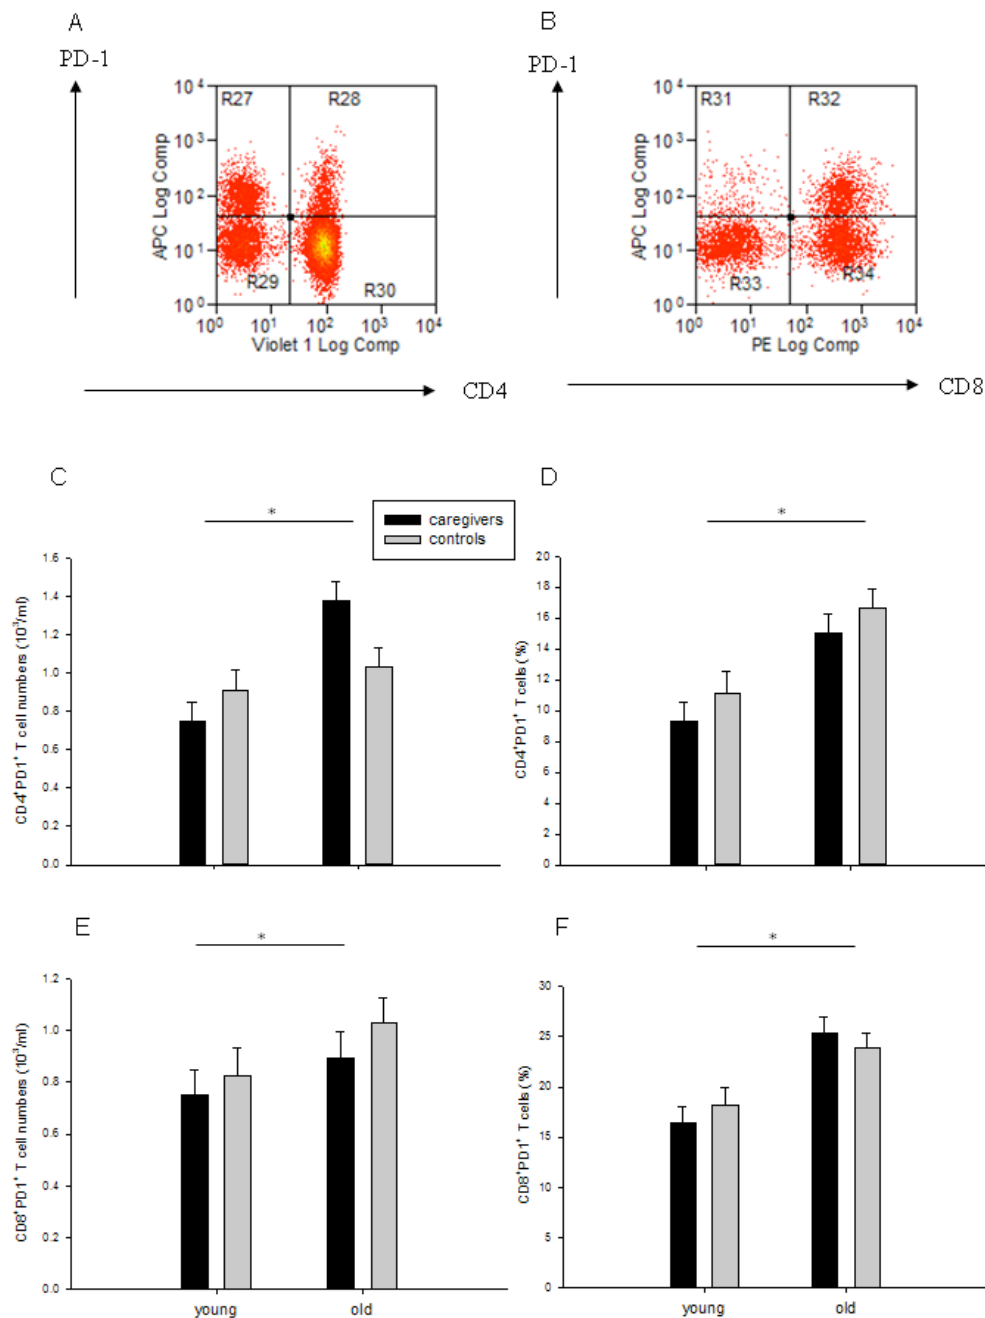 A
PD-1
10⁴
10³
10²
10¹
10⁰
APC Log Comp
R27
R28
R29
R30
10⁰ 10¹ 10² 10³ 10⁴
Violet 1 Log Comp
CD4
B
PD-1
10⁴
10³
10²
10¹
10⁰
APC Log Comp
R31
R32
R33
R34
10⁰ 10¹ 10² 10³ 10⁴
PE Log Comp
CD8
C
*
caregivers
controls
CD4⁺PD1⁺ T cell numbers (10³/ml)
1.6
1.4
1.2
1.0
0.8
0.6
0.4
0.2
0.0
D
*
CD4⁺PD1⁺ T cells (%)
20
18
16
14
12
10
8
6
4
2
0
E
*
CD8⁺PD1⁺ T cell numbers (10³/ml)
1.2
1.0
0.8
0.6
0.4
0.2
0.0
young old
F
*
CD8⁺PD1⁺ T cells (%)
30
25
20
15
10
5
0
young old